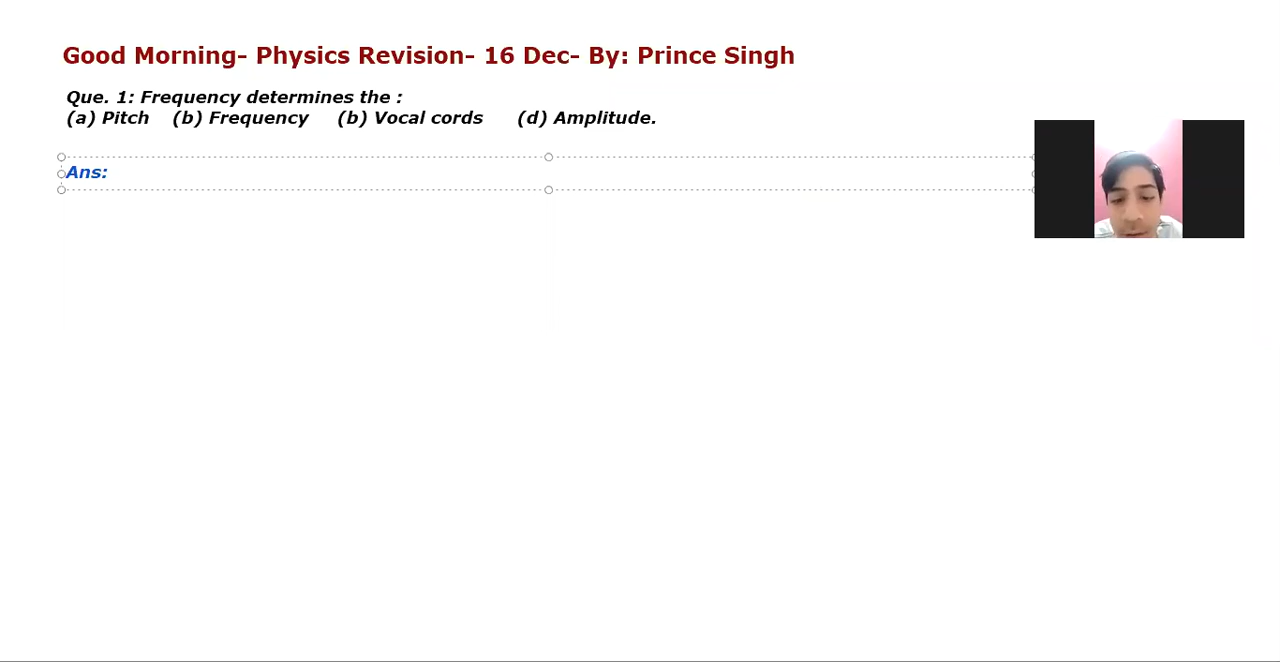 Good Morning- Physics Revision- 16 Dec- By: Prince Singh
Que. 1: Frequency determines the :
(a) Pitch (b) Frequency (b) Vocal cords (d) Amplitude.
Ans: